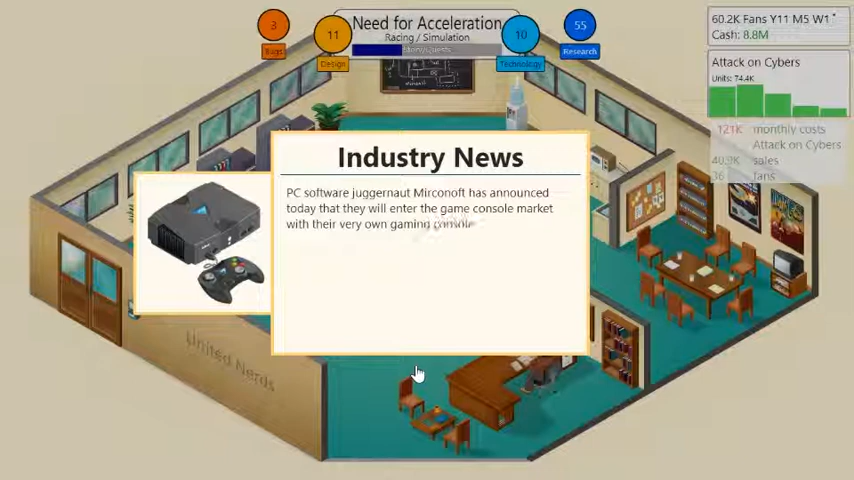 3
Bugs
11
Design
Need for Acceleration
Racing / Simulation
Story/Quests
10
Technology
55
Research
60.2K Fans Y11 M5 W1
Cash: 8.8M
Attack on Cybers
Units: 74.4K
121K monthly costs
Attack on Cybers
40.9K sales
36 fans
Industry News
PC software juggernaut Mirconoft has announced
today that they will enter the game console market
with their very own gaming console
United Nerds